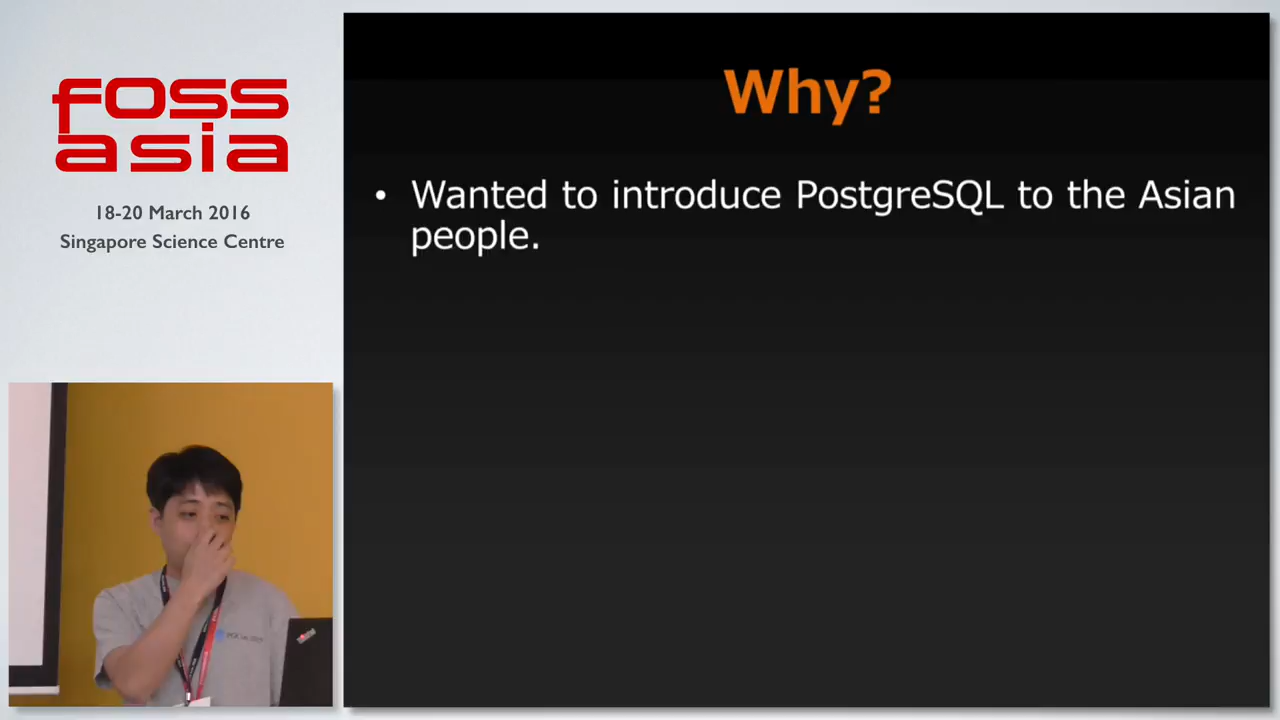 foss
asia
18-20 March 2016
Singapore Science Centre
Why?
• Wanted to introduce PostgreSQL to the Asian
people.